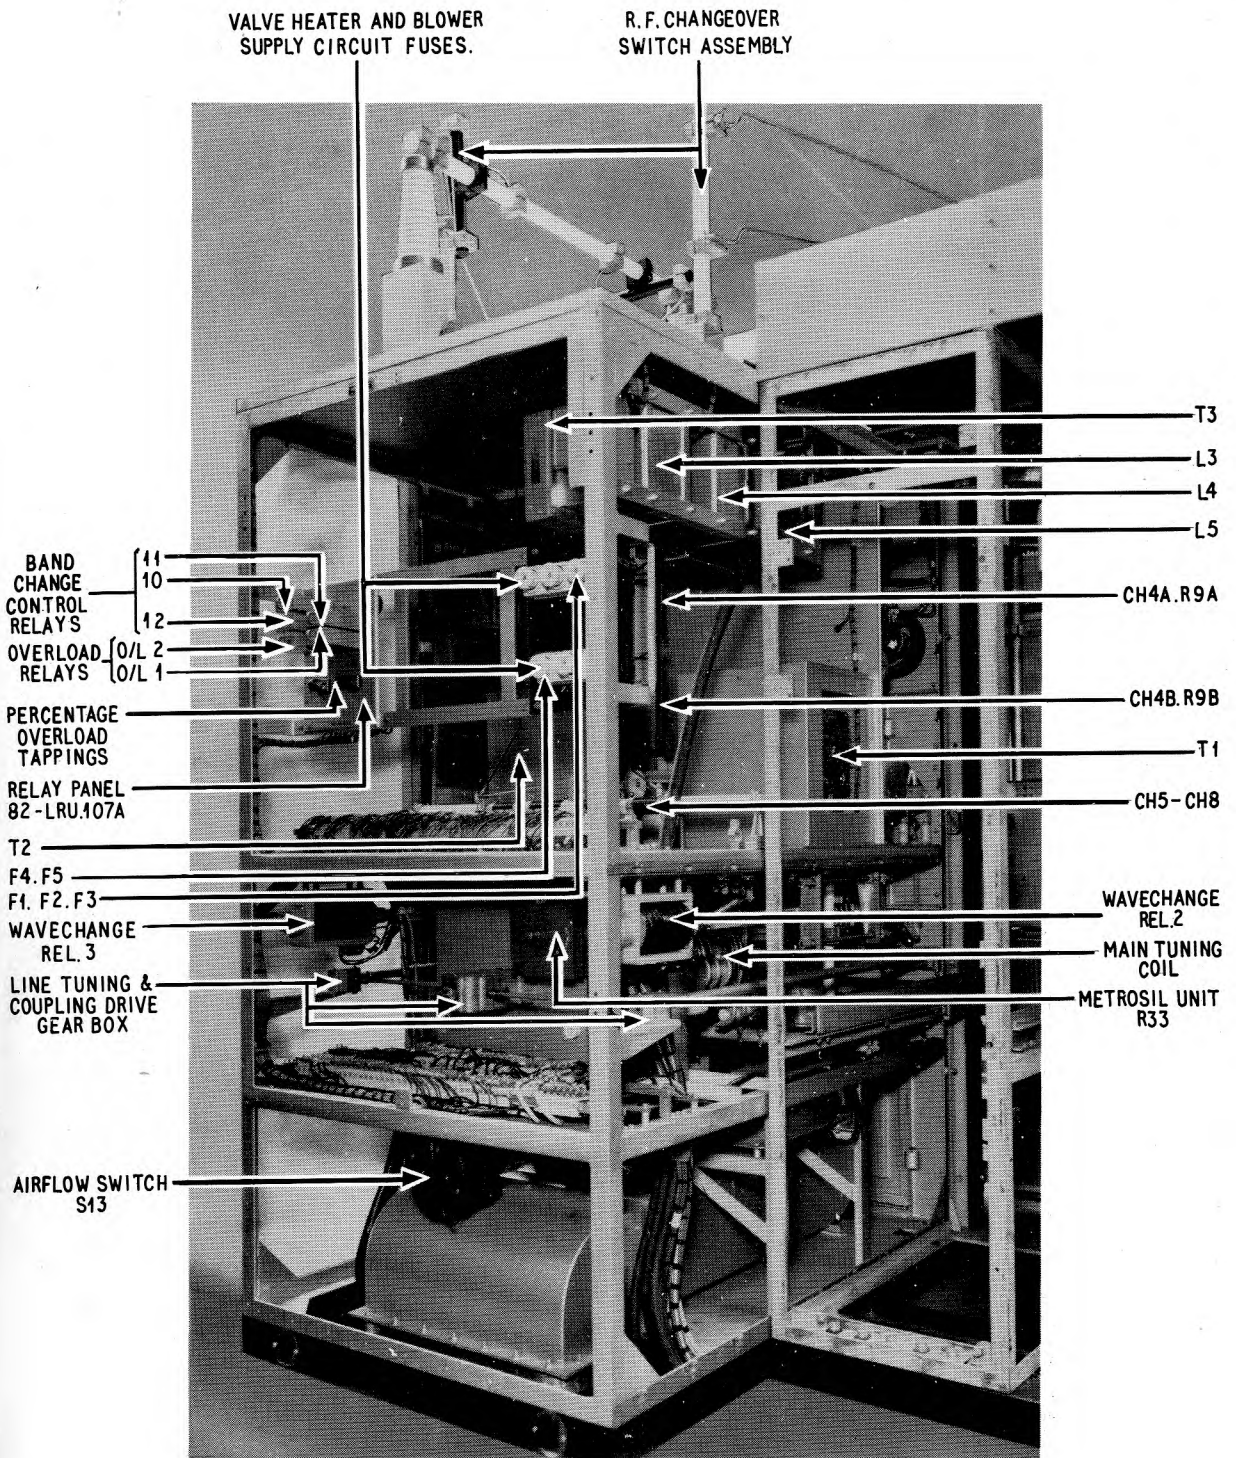 VALVE HEATER AND BLOWER
SUPPLY CIRCUIT FUSES.
R.F. CHANGEOVER
SWITCH ASSEMBLY
T3
L3
L4
L5
CH4A.R9A
CH4B.R9B
T1
CH5-CH8
WAVECHANGE
REL.2
MAIN TUNING
COIL
METROSIL UNIT
R33
BAND
CHANGE
CONTROL
RELAYS
11
10
12
OVERLOAD
RELAYS
O/L 2
O/L 1
PERCENTAGE
OVERLOAD
TAPPINGS
RELAY PANEL
82-LRU.107A
T2
F4.F5
F1. F2.F3
WAVECHANGE
REL. 3
LINE TUNING &
COUPLING DRIVE
GEAR BOX
AIRFLOW SWITCH
S13